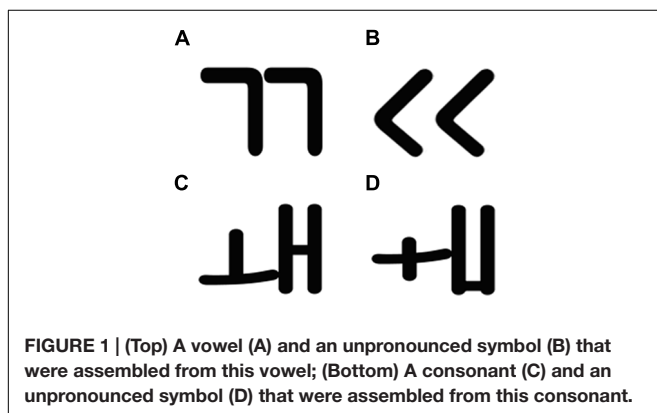 A B
ㄲ
C D
ㅙ
FIGURE 1 | (Top) A vowel (A) and an unpronounced symbol (B) that
were assembled from this vowel; (Bottom) A consonant (C) and an
unpronounced symbol (D) that were assembled from this consonant.